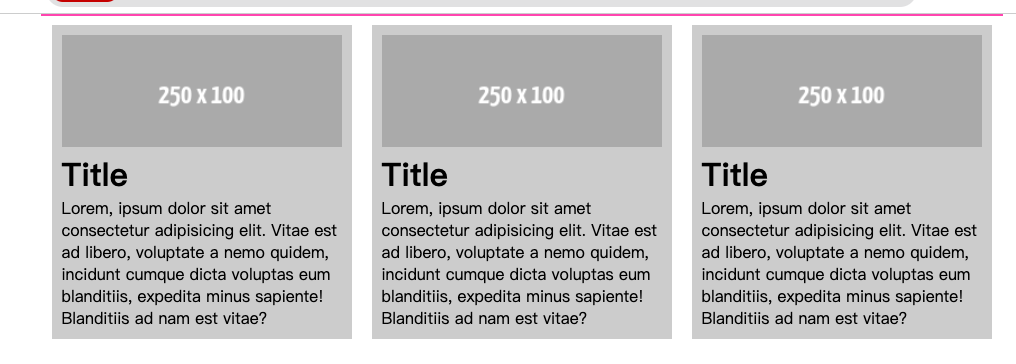 250 x 100
Title
Lorem, ipsum dolor sit amet
consectetur adipisicing elit. Vitae est
ad libero, voluptate a nemo quidem,
incidunt cumque dicta voluptas eum
blanditiis, expedita minus sapiente!
Blanditiis ad nam est vitae?
250 x 100
Title
Lorem, ipsum dolor sit amet
consectetur adipisicing elit. Vitae est
ad libero, voluptate a nemo quidem,
incidunt cumque dicta voluptas eum
blanditiis, expedita minus sapiente!
Blanditiis ad nam est vitae?
250 x 100
Title
Lorem, ipsum dolor sit amet
consectetur adipisicing elit. Vitae est
ad libero, voluptate a nemo quidem,
incidunt cumque dicta voluptas eum
blanditiis, expedita minus sapiente!
Blanditiis ad nam est vitae?